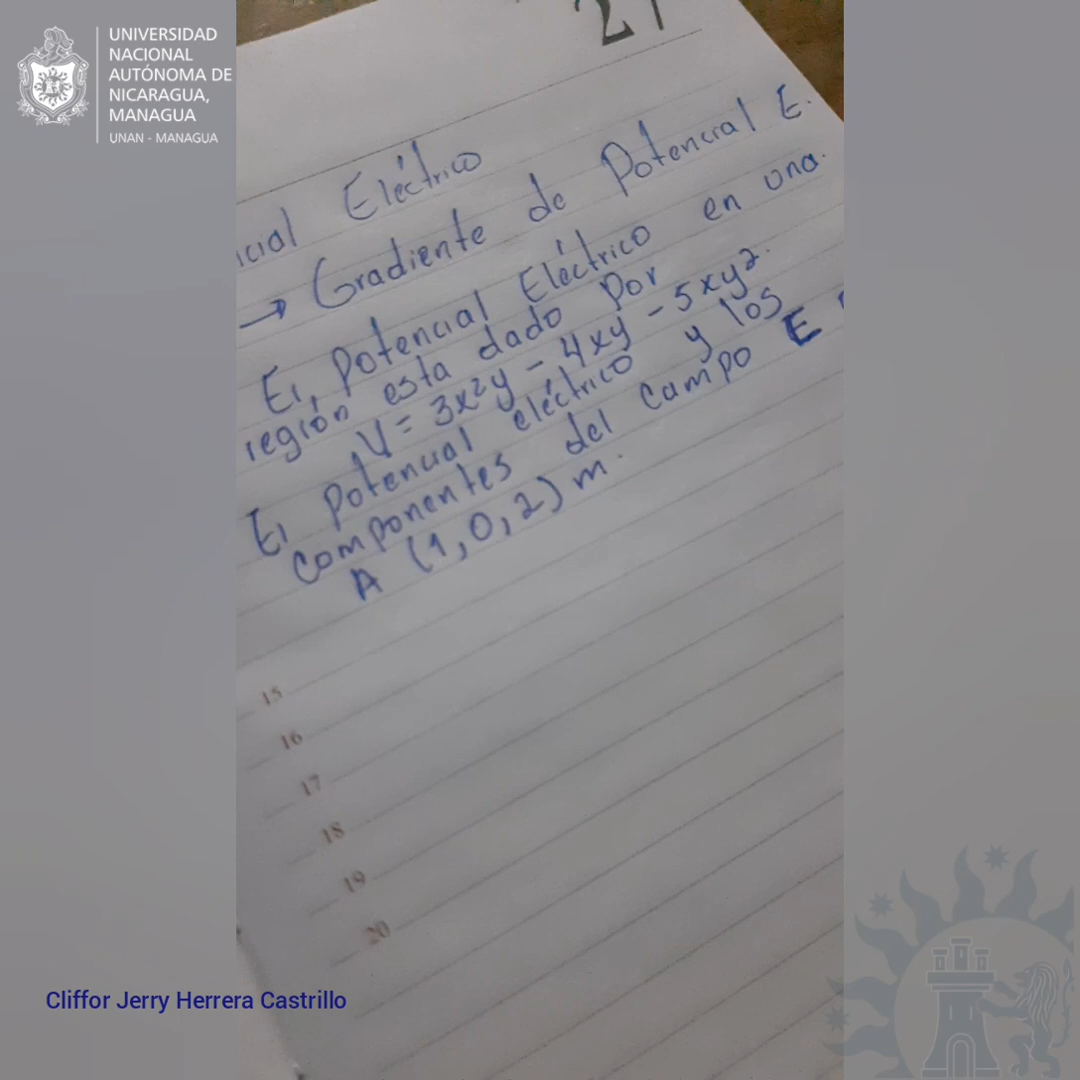 UNIVERSIDAD
NACIONAL
AUTÓNOMA DE
NICARAGUA,
MANAGUA
UNAN - MANAGUA
Eléctrico
→ Gradiente de Potencial E.
El, Potencial Eléctrico en una.
región esta dado por
V = 3x²y - 4xy - 5xy².
El potencial eléctrico y los
componentes del campo E
A (1, 0, 2) m.
15
16
17
18
19
20
Cliffor Jerry Herrera Castrillo